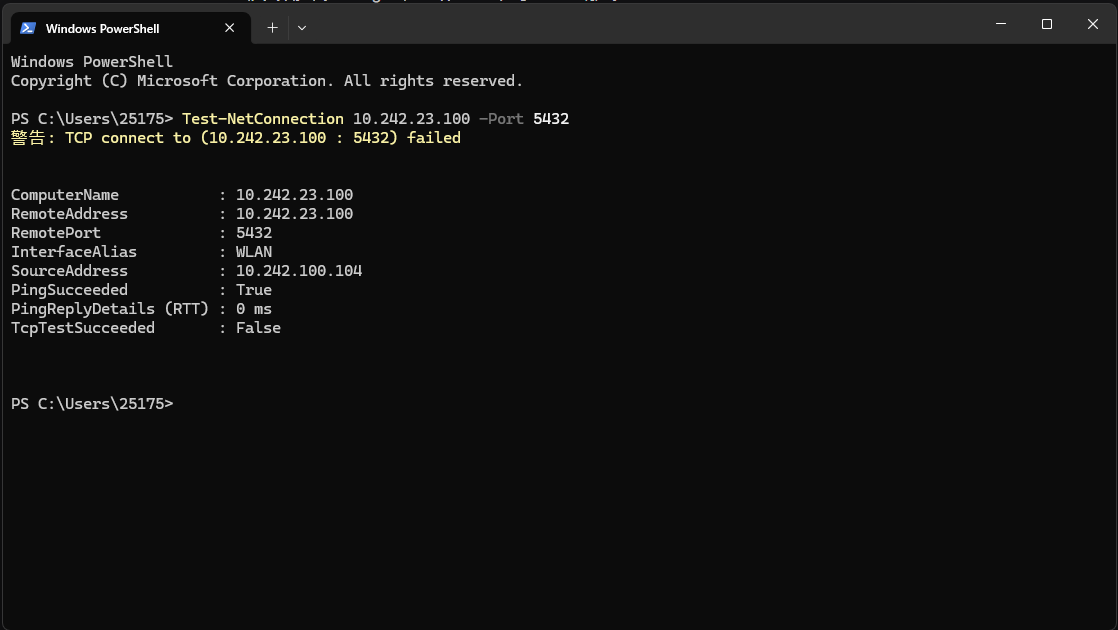 Windows PowerShell
Windows PowerShell
Copyright (C) Microsoft Corporation. All rights reserved.
PS C:\Users\25175> Test-NetConnection 10.242.23.100 -Port 5432
警告: TCP connect to (10.242.23.100 : 5432) failed
ComputerName           : 10.242.23.100
RemoteAddress          : 10.242.23.100
RemotePort             : 5432
InterfaceAlias         : WLAN
SourceAddress          : 10.242.100.104
PingSucceeded          : True
PingReplyDetails (RTT) : 0 ms
TcpTestSucceeded       : False
PS C:\Users\25175>